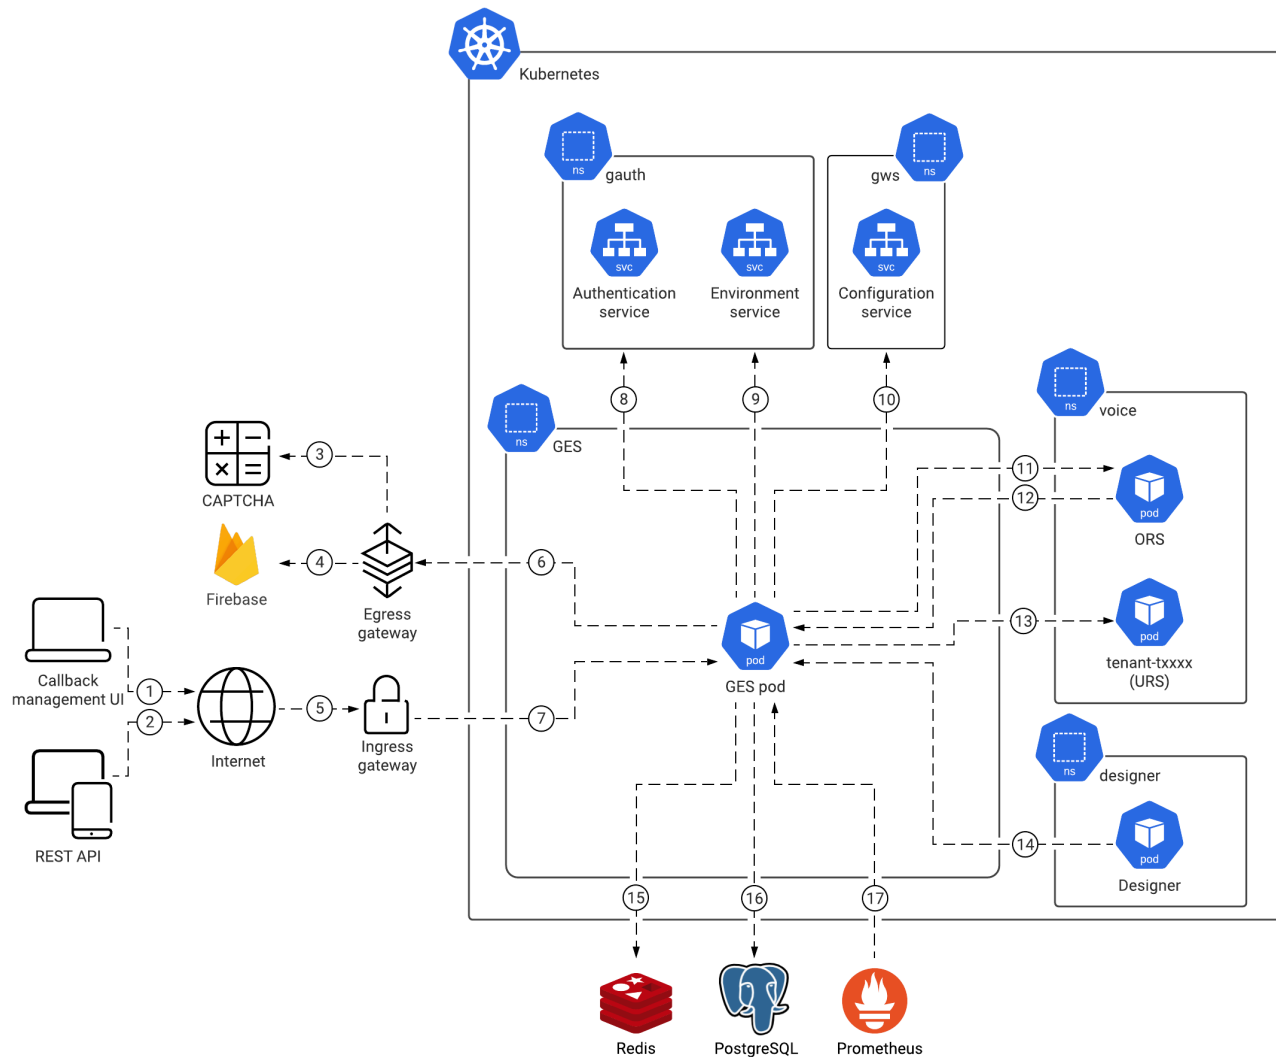 Kubernetes
ns
gauth
gws
ns
svc
Authentication
service
svc
Environment
service
svc
Configuration
service
8
9
10
ns
GES
ns
voice
+ −
× =
CAPTCHA
3
11
12
pod
ORS
4
Firebase
Egress
gateway
6
pod
GES pod
13
pod
tenant-txxxx
(URS)
Callback
management UI
1
2
Internet
5
Ingress
gateway
7
REST API
ns
designer
14
pod
Designer
15
16
17
Redis
PostgreSQL
Prometheus